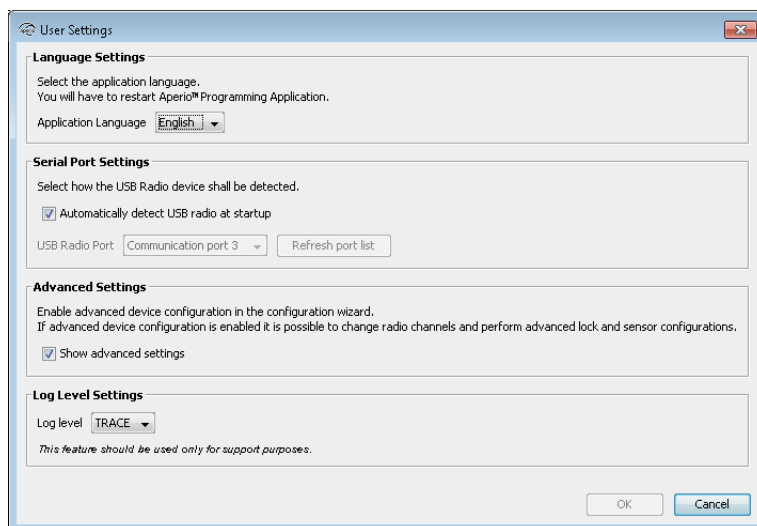 User Settings
Language Settings
Select the application language.
You will have to restart Aperio™ Programming Application.
Application Language English
Serial Port Settings
Select how the USB Radio device shall be detected.
Automatically detect USB radio at startup
USB Radio Port Communication port 3 Refresh port list
Advanced Settings
Enable advanced device configuration in the configuration wizard.
If advanced device configuration is enabled it is possible to change radio channels and perform advanced lock and sensor configurations.
Show advanced settings
Log Level Settings
Log level TRACE
This feature should be used only for support purposes.
OK Cancel